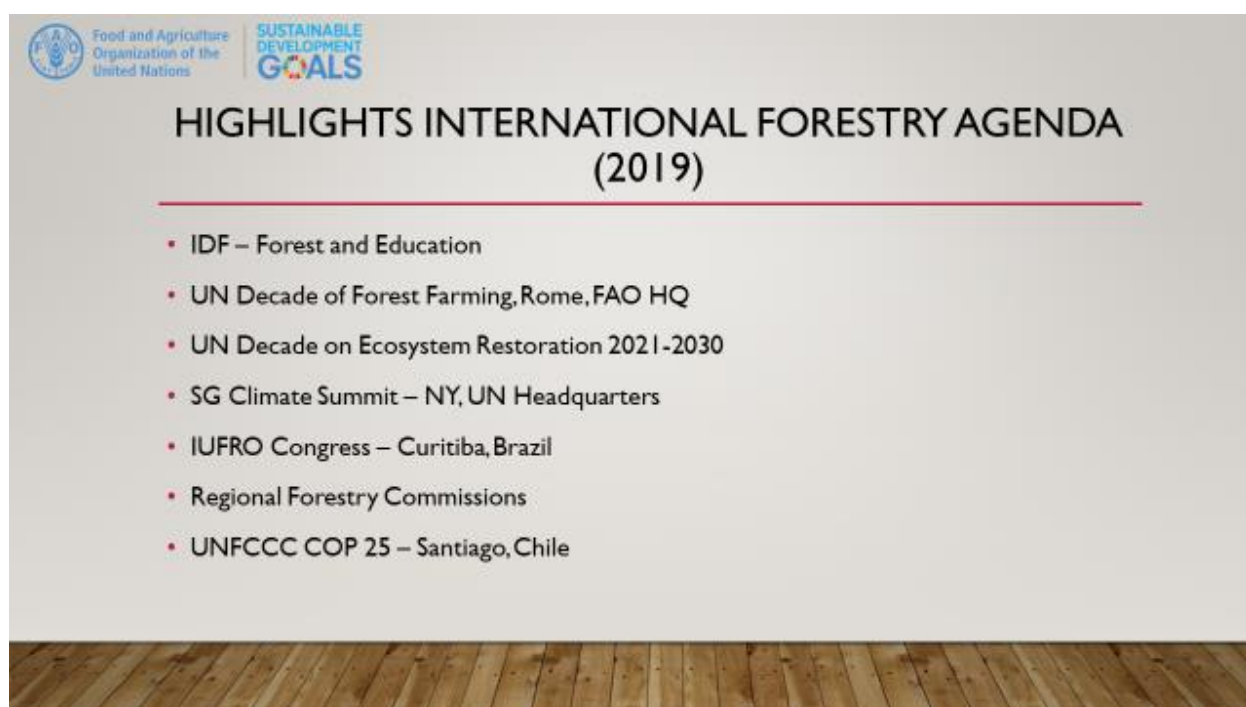 Food and Agriculture
Organization of the
United Nations
SUSTAINABLE
DEVELOPMENT
GOALS
HIGHLIGHTS INTERNATIONAL FORESTRY AGENDA
(2019)
• IDF – Forest and Education
• UN Decade of Forest Farming, Rome, FAO HQ
• UN Decade on Ecosystem Restoration 2021-2030
• SG Climate Summit – NY, UN Headquarters
• IUFRO Congress – Curitiba, Brazil
• Regional Forestry Commissions
• UNFCCC COP 25 – Santiago, Chile